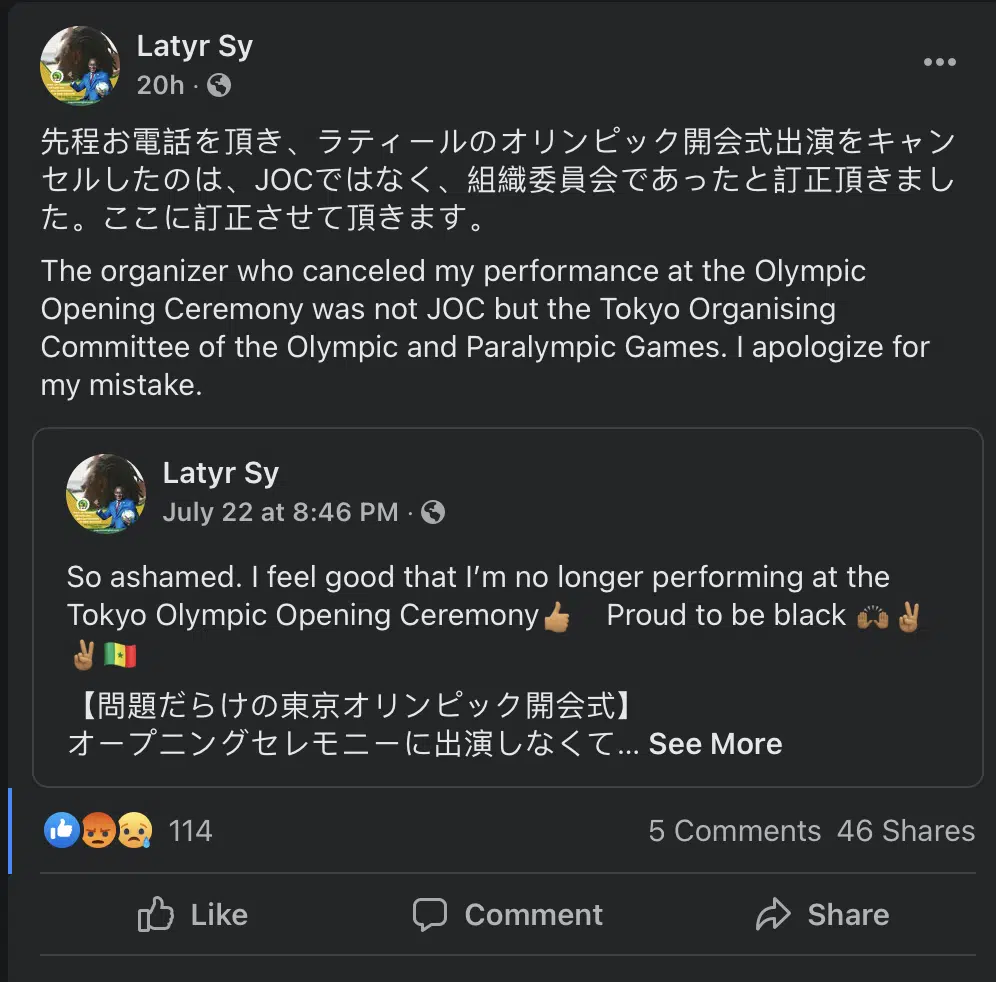 Latyr Sy
20h ·
先程お電話を頂き、ラティールのオリンピック開会式出演をキャン
セルしたのは、JOCではなく、組織委員会であったと訂正頂きまし
た。ここに訂正させて頂きます。
The organizer who canceled my performance at the Olympic
Opening Ceremony was not JOC but the Tokyo Organising
Committee of the Olympic and Paralympic Games. I apologize for
my mistake.
Latyr Sy
July 22 at 8:46 PM ·
So ashamed. I feel good that I’m no longer performing at the
Tokyo Olympic Opening Ceremony👍🏾 Proud to be black 🙌🏾✌🏾
✌🏾🇸🇳
【問題だらけの東京オリンピック開会式】
オープニングセレモニーに出演しなくて... See More
114 5 Comments 46 Shares
Like Comment Share